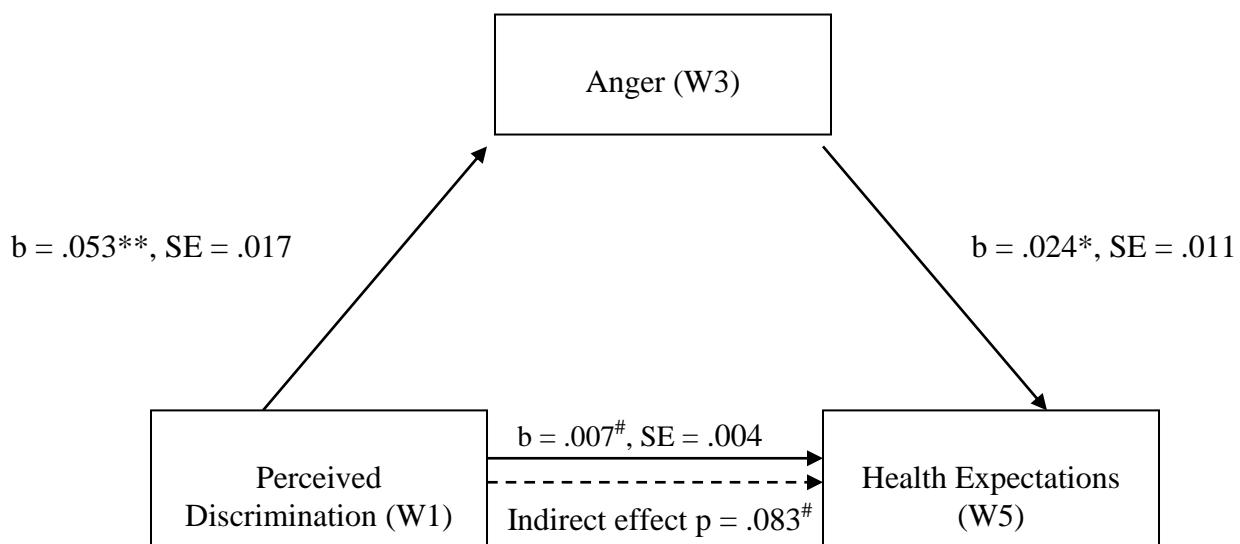 Anger (W3)
b = .053**, SE = .017
b = .024*, SE = .011
b = .007#, SE = .004
Perceived
Discrimination (W1)
Health Expectations
(W5)
Indirect effect p = .083#